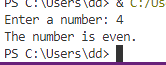 PS C:\Users\dd> & C:/Us
Enter a number: 4
The number is even.
PS C:\Users\dd>